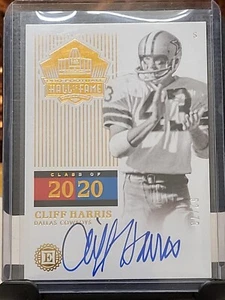 HALL OF FAME
CLASS OF
2020
CLIFF HARRIS
DALLAS COWBOYS
E
Cliff Harris